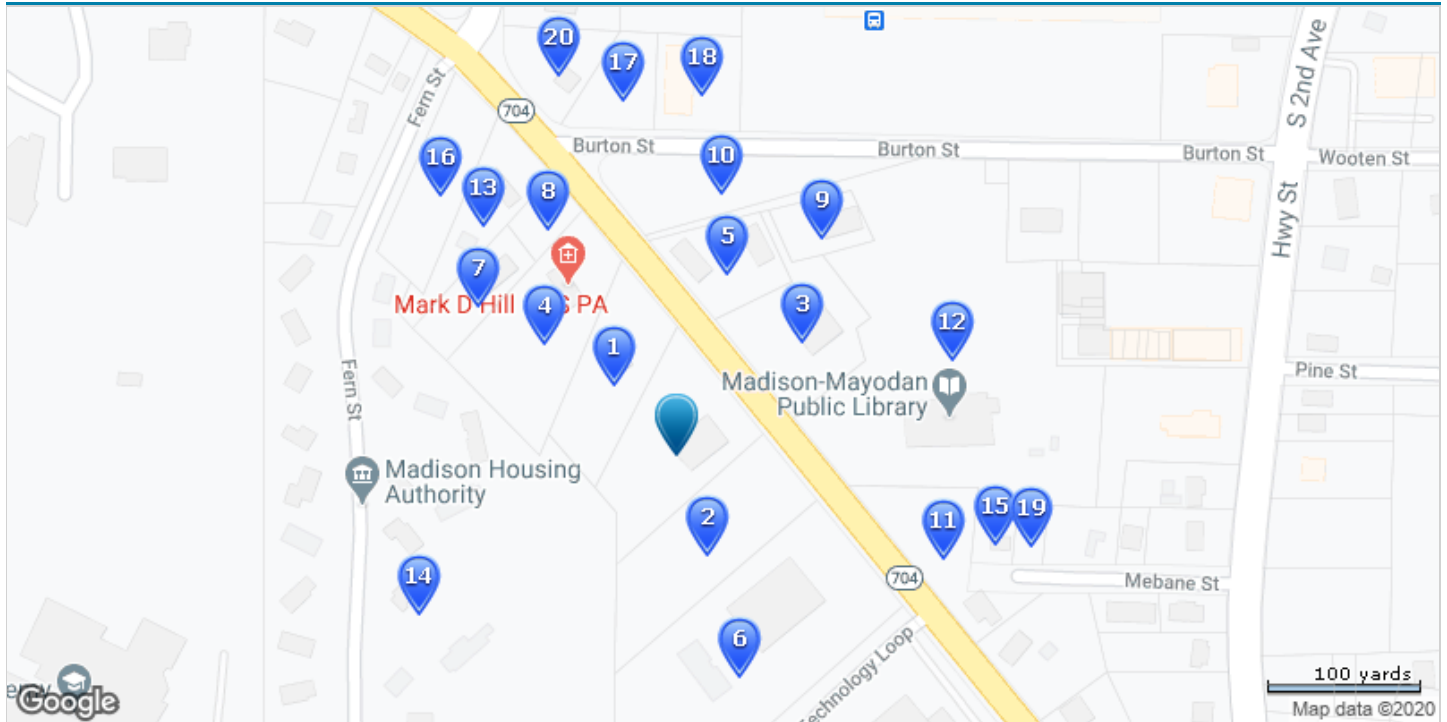 20
17
18
S 2nd Ave
Fern St
704
Burton St
Burton St
Burton St
Wooten St
16
13
8
10
9
5
Hwy St
7
4
3
Mark D Hill
S PA
12
1
Madison-Mayodan
Public Library
Pine St
Fern St
Madison Housing
Authority
2
11
15
19
14
704
Mebane St
6
Technology Loop
100 yards
Google
Map data ©2020